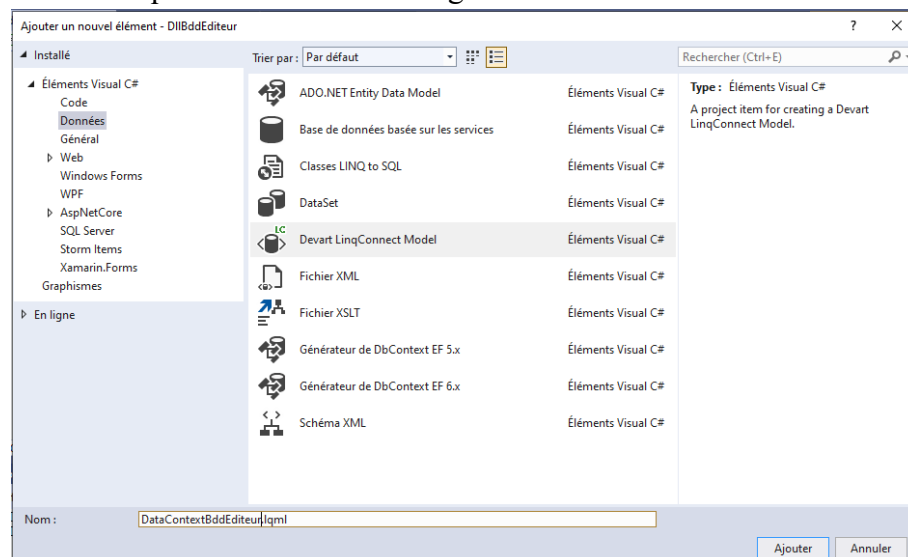 Ajouter un nouvel élément - DllBddEditeur
? ×
Installé
Trier par : Par défaut
Rechercher (Ctrl+E)
Éléments Visual C#
Code
Données
Général
Web
Windows Forms
WPF
AspNetCore
SQL Server
Storm Items
Xamarin.Forms
Graphismes
En ligne
ADO.NET Entity Data Model Éléments Visual C#
Base de données basée sur les services Éléments Visual C#
Classes LINQ to SQL Éléments Visual C#
DataSet Éléments Visual C#
LC
Devart LinqConnect Model Éléments Visual C#
Fichier XML Éléments Visual C#
Fichier XSLT Éléments Visual C#
Générateur de DbContext EF 5.x Éléments Visual C#
Générateur de DbContext EF 6.x Éléments Visual C#
Schéma XML Éléments Visual C#
Type : Éléments Visual C#
A project item for creating a Devart
LinqConnect Model.
Nom : DataContextBddEditeur.lqml
Ajouter Annuler